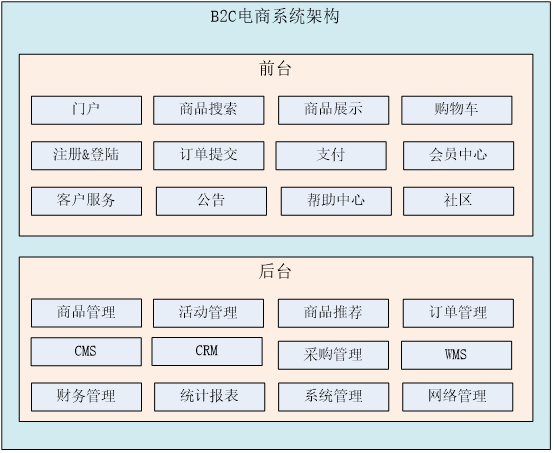 B2C电商系统架构
前台
门户 商品搜索 商品展示 购物车
注册&登陆 订单提交 支付 会员中心
客户服务 公告 帮助中心 社区
后台
商品管理 活动管理 商品推荐 订单管理
CMS CRM 采购管理 WMS
财务管理 统计报表 系统管理 网络管理